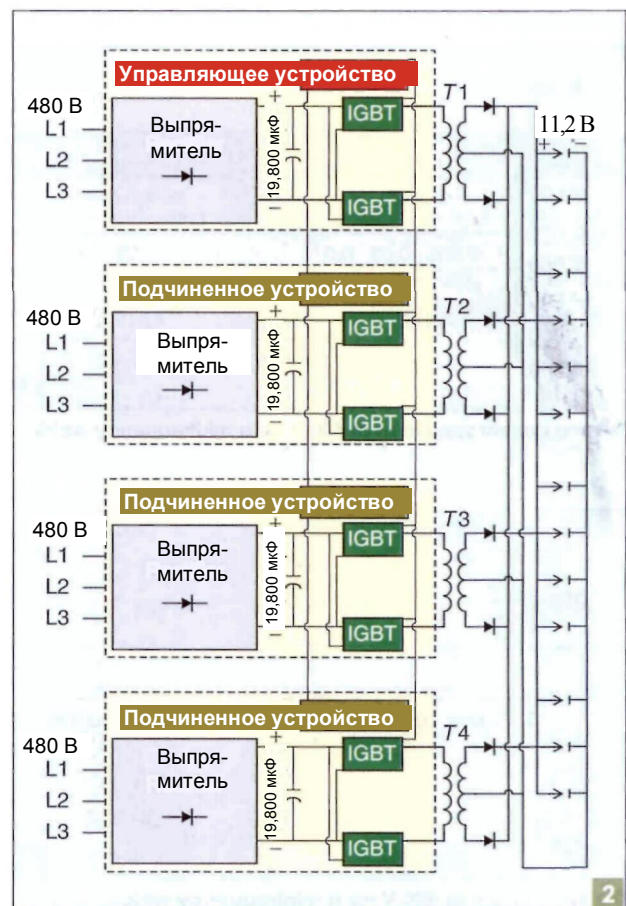 Управляющее устройство
480 В
L1
L2
L3
Выпря-
митель
+
19,800 мкФ
−
IGBT
IGBT
T1
11,2 В
+ −
Подчиненное устройство
480 В
L1
L2
L3
Выпря-
митель
+
19,800 мкФ
−
IGBT
IGBT
T2
Подчиненное устройство
480 В
L1
L2
L3
Выпря-
митель
+
19,800 мкФ
−
IGBT
IGBT
T3
Подчиненное устройство
480 В
L1
L2
L3
Выпря-
митель
+
19,800 мкФ
−
IGBT
IGBT
T4
2